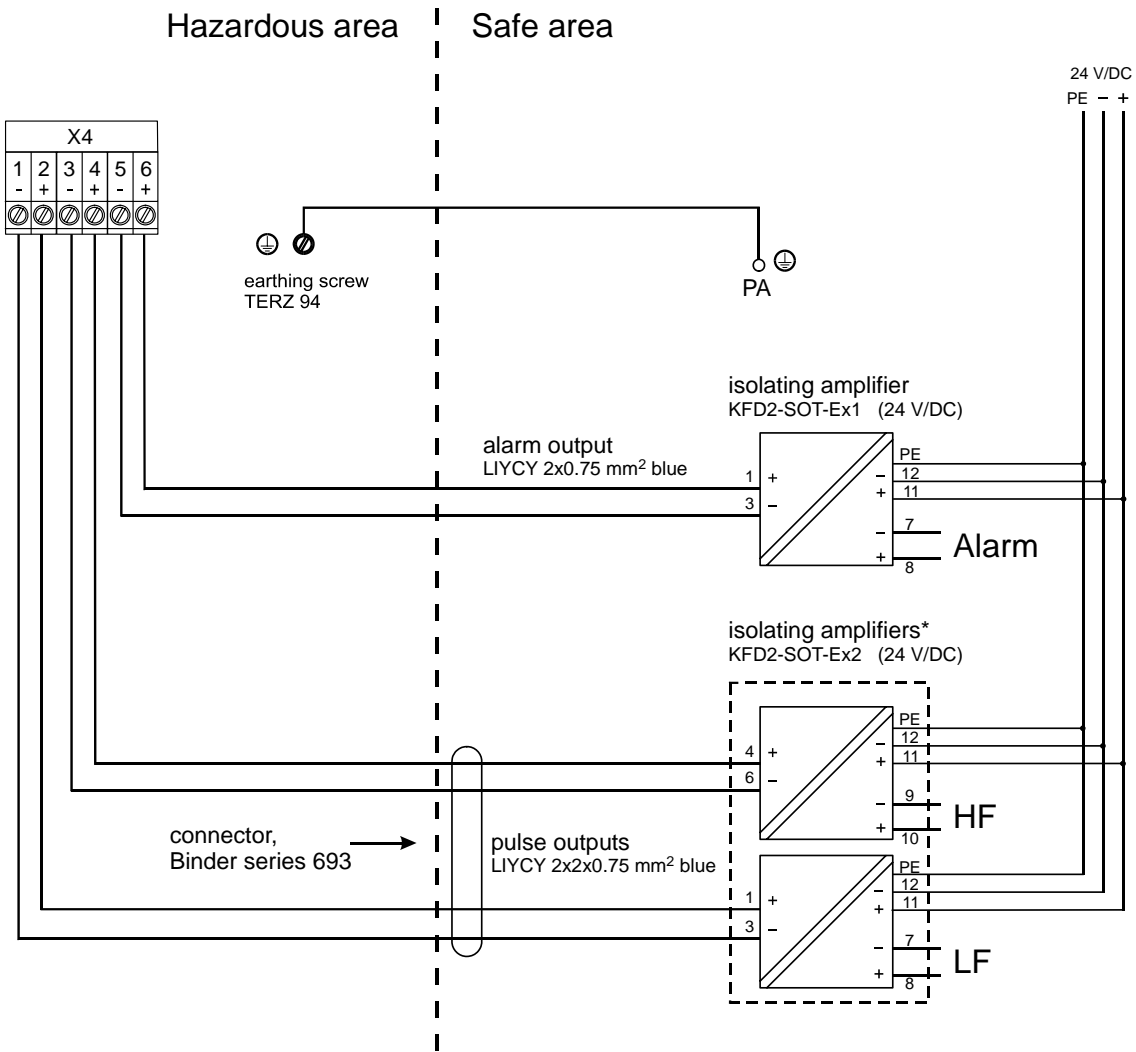 Hazardous area
Safe area
24 V/DC
PE − +
X4
1 2 3 4 5 6
- + - + - +
earthing screw
TERZ 94
PA
isolating amplifier
KFD2-SOT-Ex1 (24 V/DC)
alarm output
LIYCY 2x0.75 mm² blue
1 +
3 −
PE
− 12
+ 11
− 7
+ 8
Alarm
isolating amplifiers*
KFD2-SOT-Ex2 (24 V/DC)
4 +
6 −
PE
− 12
+ 11
− 9
+ 10
HF
connector,
Binder series 693
pulse outputs
LIYCY 2x2x0.75 mm² blue
1 +
3 −
PE
− 12
+ 11
− 7
+ 8
LF